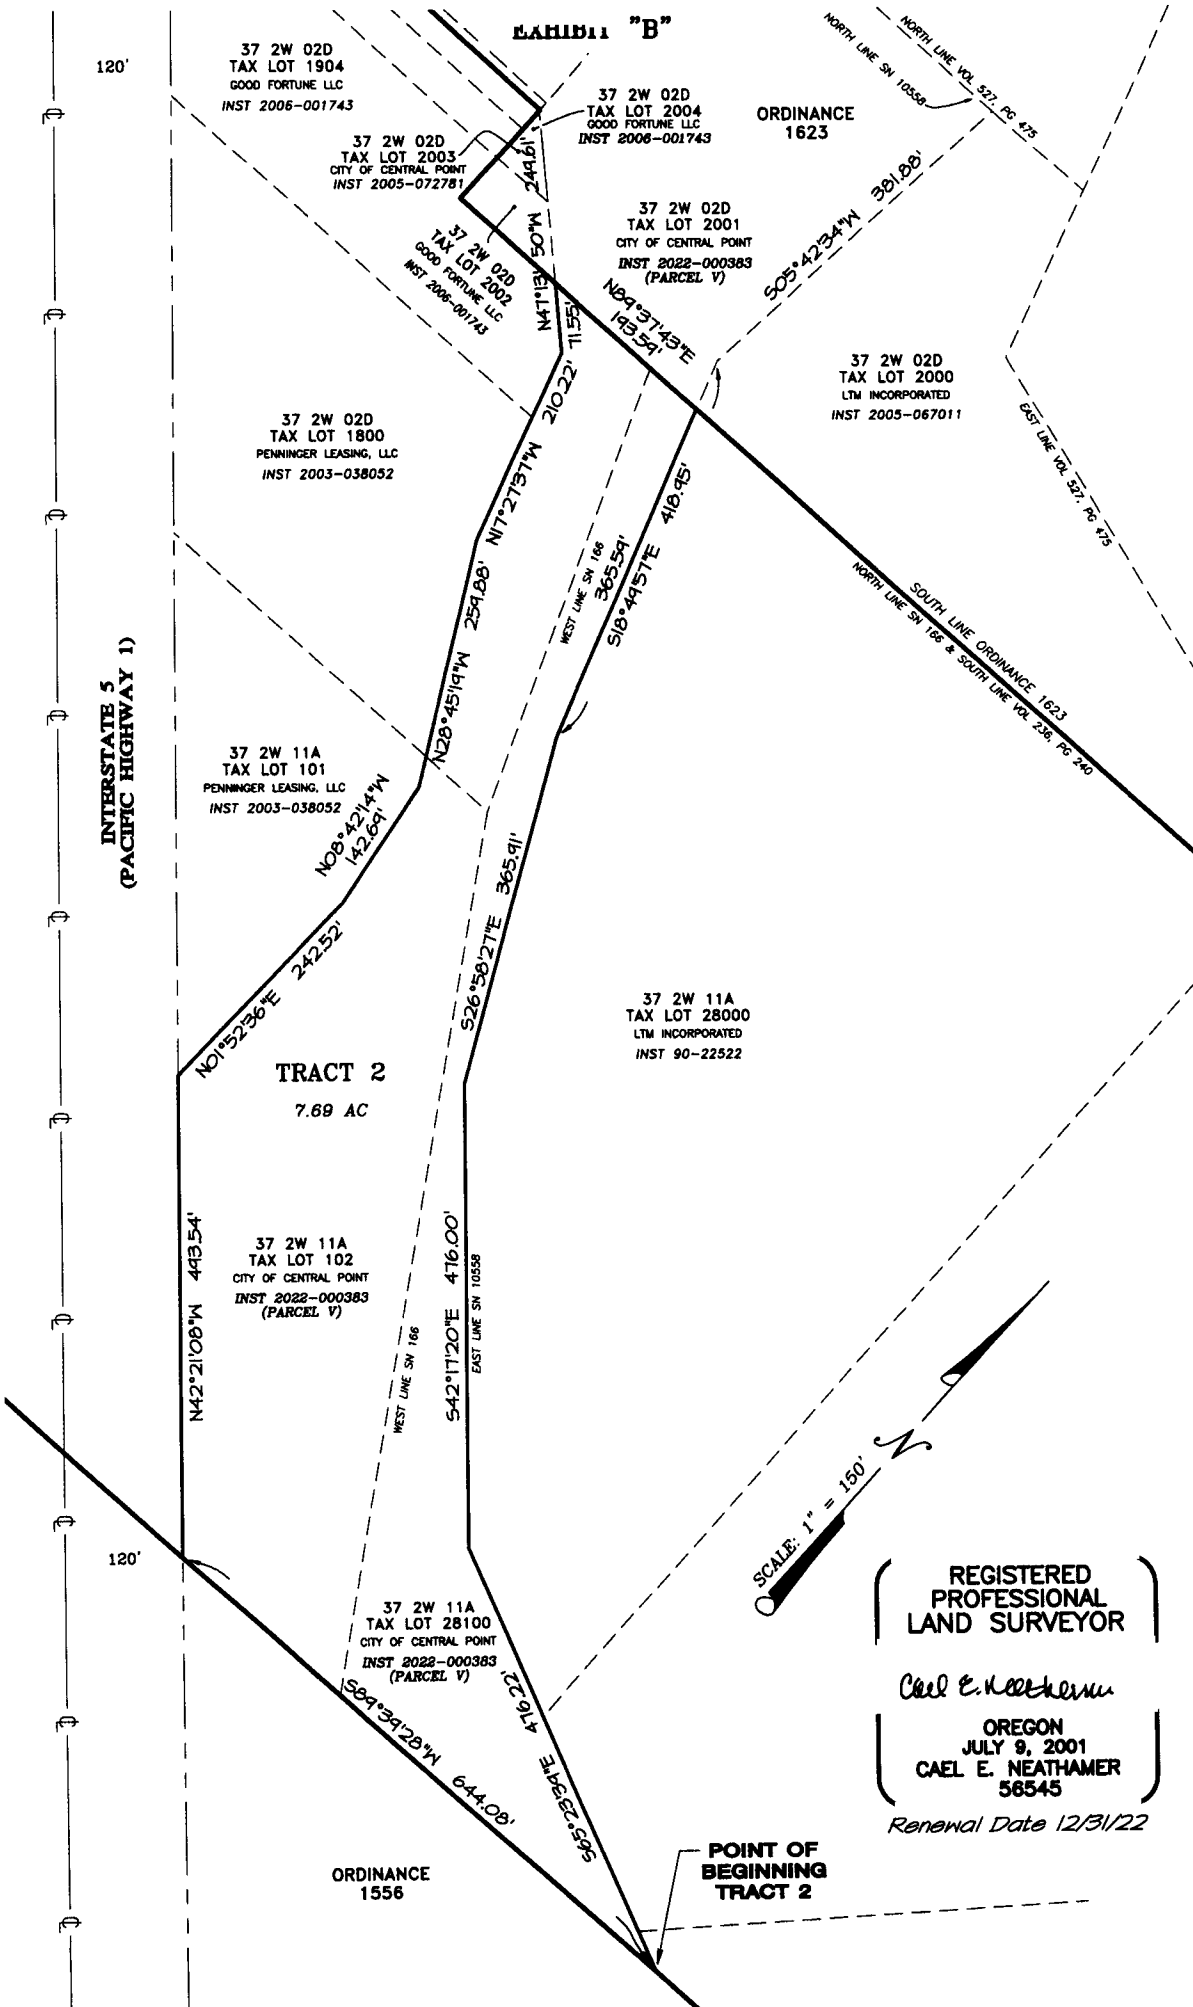 EXHIBIT "B"
120'
37 2W 02D
TAX LOT 1904
GOOD FORTUNE LLC
INST 2006-001743
37 2W 02D
TAX LOT 2004
GOOD FORTUNE LLC
INST 2006-001743
ORDINANCE
1623
NORTH LINE SN 10558
NORTH LINE VOL 527, PG 475
37 2W 02D
TAX LOT 2003
CITY OF CENTRAL POINT
INST 2005-072781
249.61'
N47°13'50"W
71.55'
37 2W 02D
TAX LOT 2002
GOOD FORTUNE LLC
INST 2006-001743
37 2W 02D
TAX LOT 2001
CITY OF CENTRAL POINT
INST 2022-000383
(PARCEL V)
S05°42'34"W 381.88'
N89°37'43"E
193.59'
37 2W 02D
TAX LOT 2000
LTM INCORPORATED
INST 2005-067011
EAST LINE VOL 527, PG 475
37 2W 02D
TAX LOT 1800
PENNINGER LEASING, LLC
INST 2003-038052
N17°27'37"W 210.22'
N28°45'19"W 259.88'
WEST LINE SN 166
365.59'
S18°49'57"E 418.95'
SOUTH LINE ORDINANCE 1623
NORTH LINE SN 166 & SOUTH LINE VOL 236, PG 240
INTERSTATE 5
(PACIFIC HIGHWAY 1)
37 2W 11A
TAX LOT 101
PENNINGER LEASING, LLC
INST 2003-038052
N08°42'14"W
142.69'
N01°52'36"E 242.52'
S26°58'27"E 365.91'
37 2W 11A
TAX LOT 28000
LTM INCORPORATED
INST 90-22522
TRACT 2
7.69 AC
N42°21'08"W 493.54'
37 2W 11A
TAX LOT 102
CITY OF CENTRAL POINT
INST 2022-000383
(PARCEL V)
WEST LINE SN 166
S42°17'20"E 476.00'
EAST LINE SN 10558
N
SCALE: 1" = 150'
120'
37 2W 11A
TAX LOT 28100
CITY OF CENTRAL POINT
INST 2022-000383
(PARCEL V)
S89°39'28"W 644.08'
S65°23'39"E 476.22'
REGISTERED
PROFESSIONAL
LAND SURVEYOR
Cael E. Neathamer
OREGON
JULY 9, 2001
CAEL E. NEATHAMER
56545
Renewal Date 12/31/22
POINT OF
BEGINNING
TRACT 2
ORDINANCE
1556